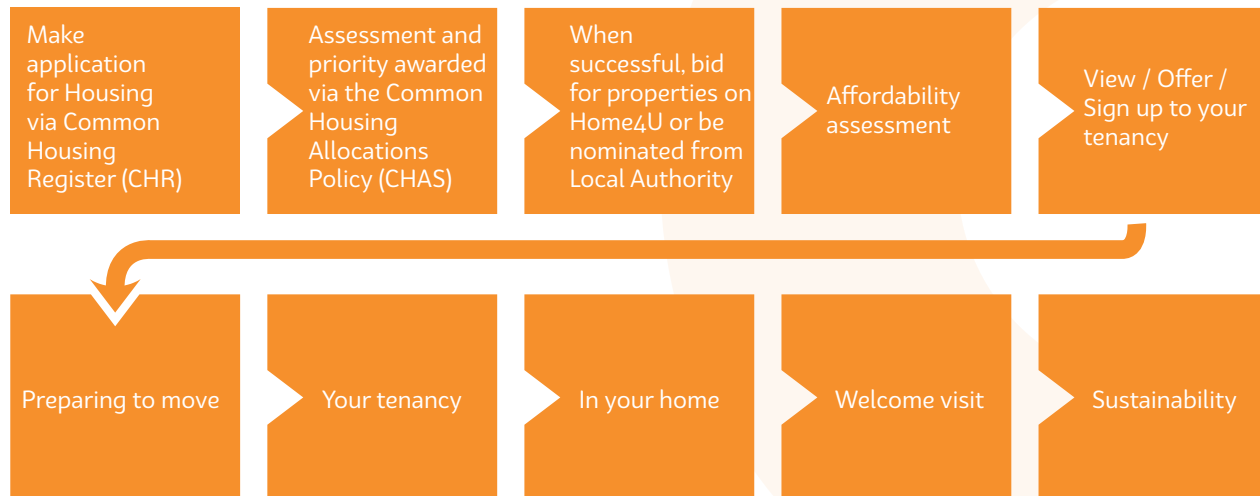 Make
application
for Housing
via Common
Housing
Register (CHR)
Assessment and
priority awarded
via the Common
Housing
Allocations
Policy (CHAS)
When
successful, bid
for properties on
Home4U or be
nominated from
Local Authority
Affordability
assessment
View / Offer /
Sign up to your
tenancy
Preparing to move
Your tenancy
In your home
Welcome visit
Sustainability